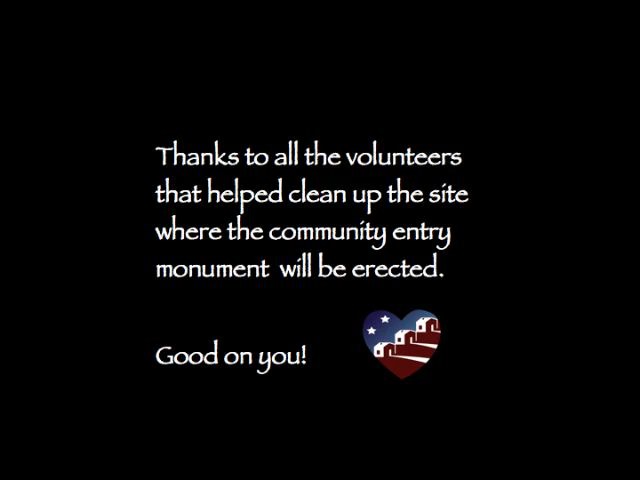 Thanks to all the volunteers
that helped clean up the site
where the community entry
monument will be erected.
Good on you!